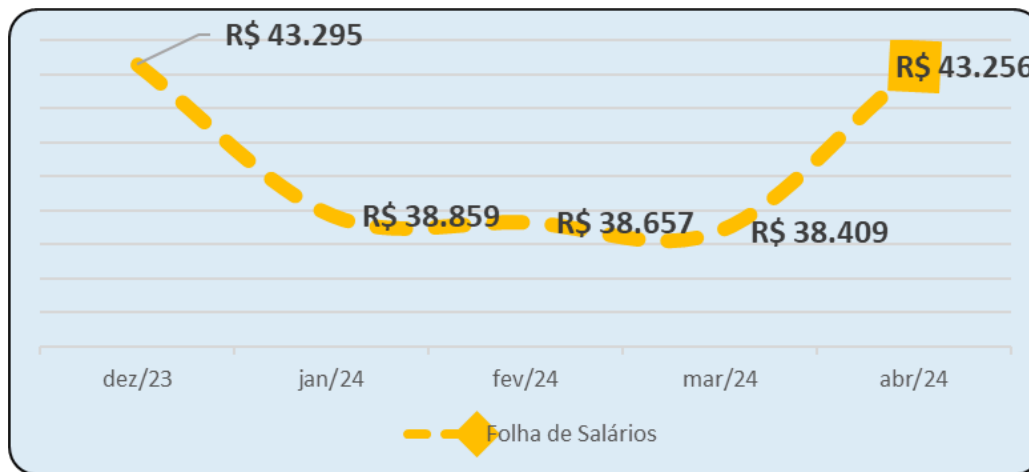 R$ 43.295
R$ 43.256
R$ 38.859
R$ 38.657
R$ 38.409
dez/23
jan/24
fev/24
mar/24
abr/24
Folha de Salários